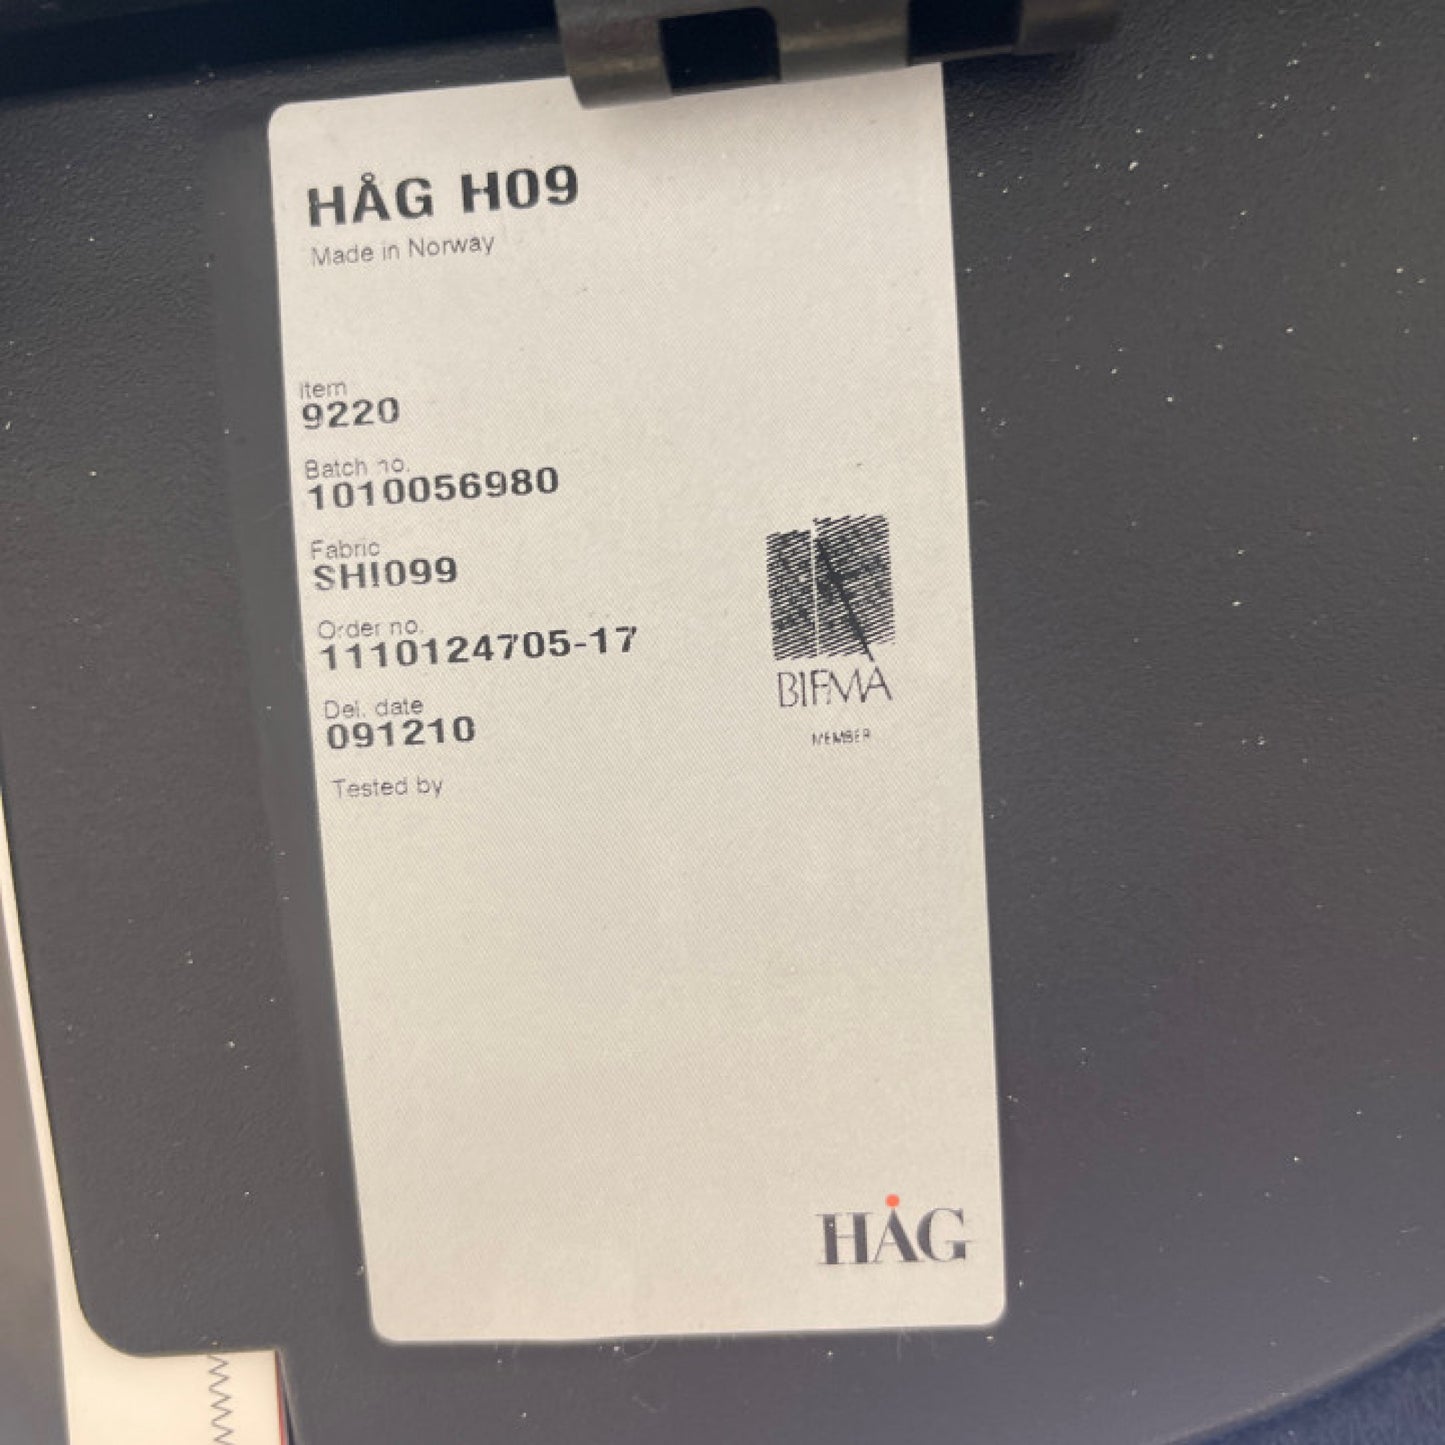 HÅG H09
Made in Norway
Item
9220
Batch no.
1010056980
Fabric
SHI099
Order no.
1110124705-17
Del. date
091210
Tested by
BIFMA
MEMBER
HÅG